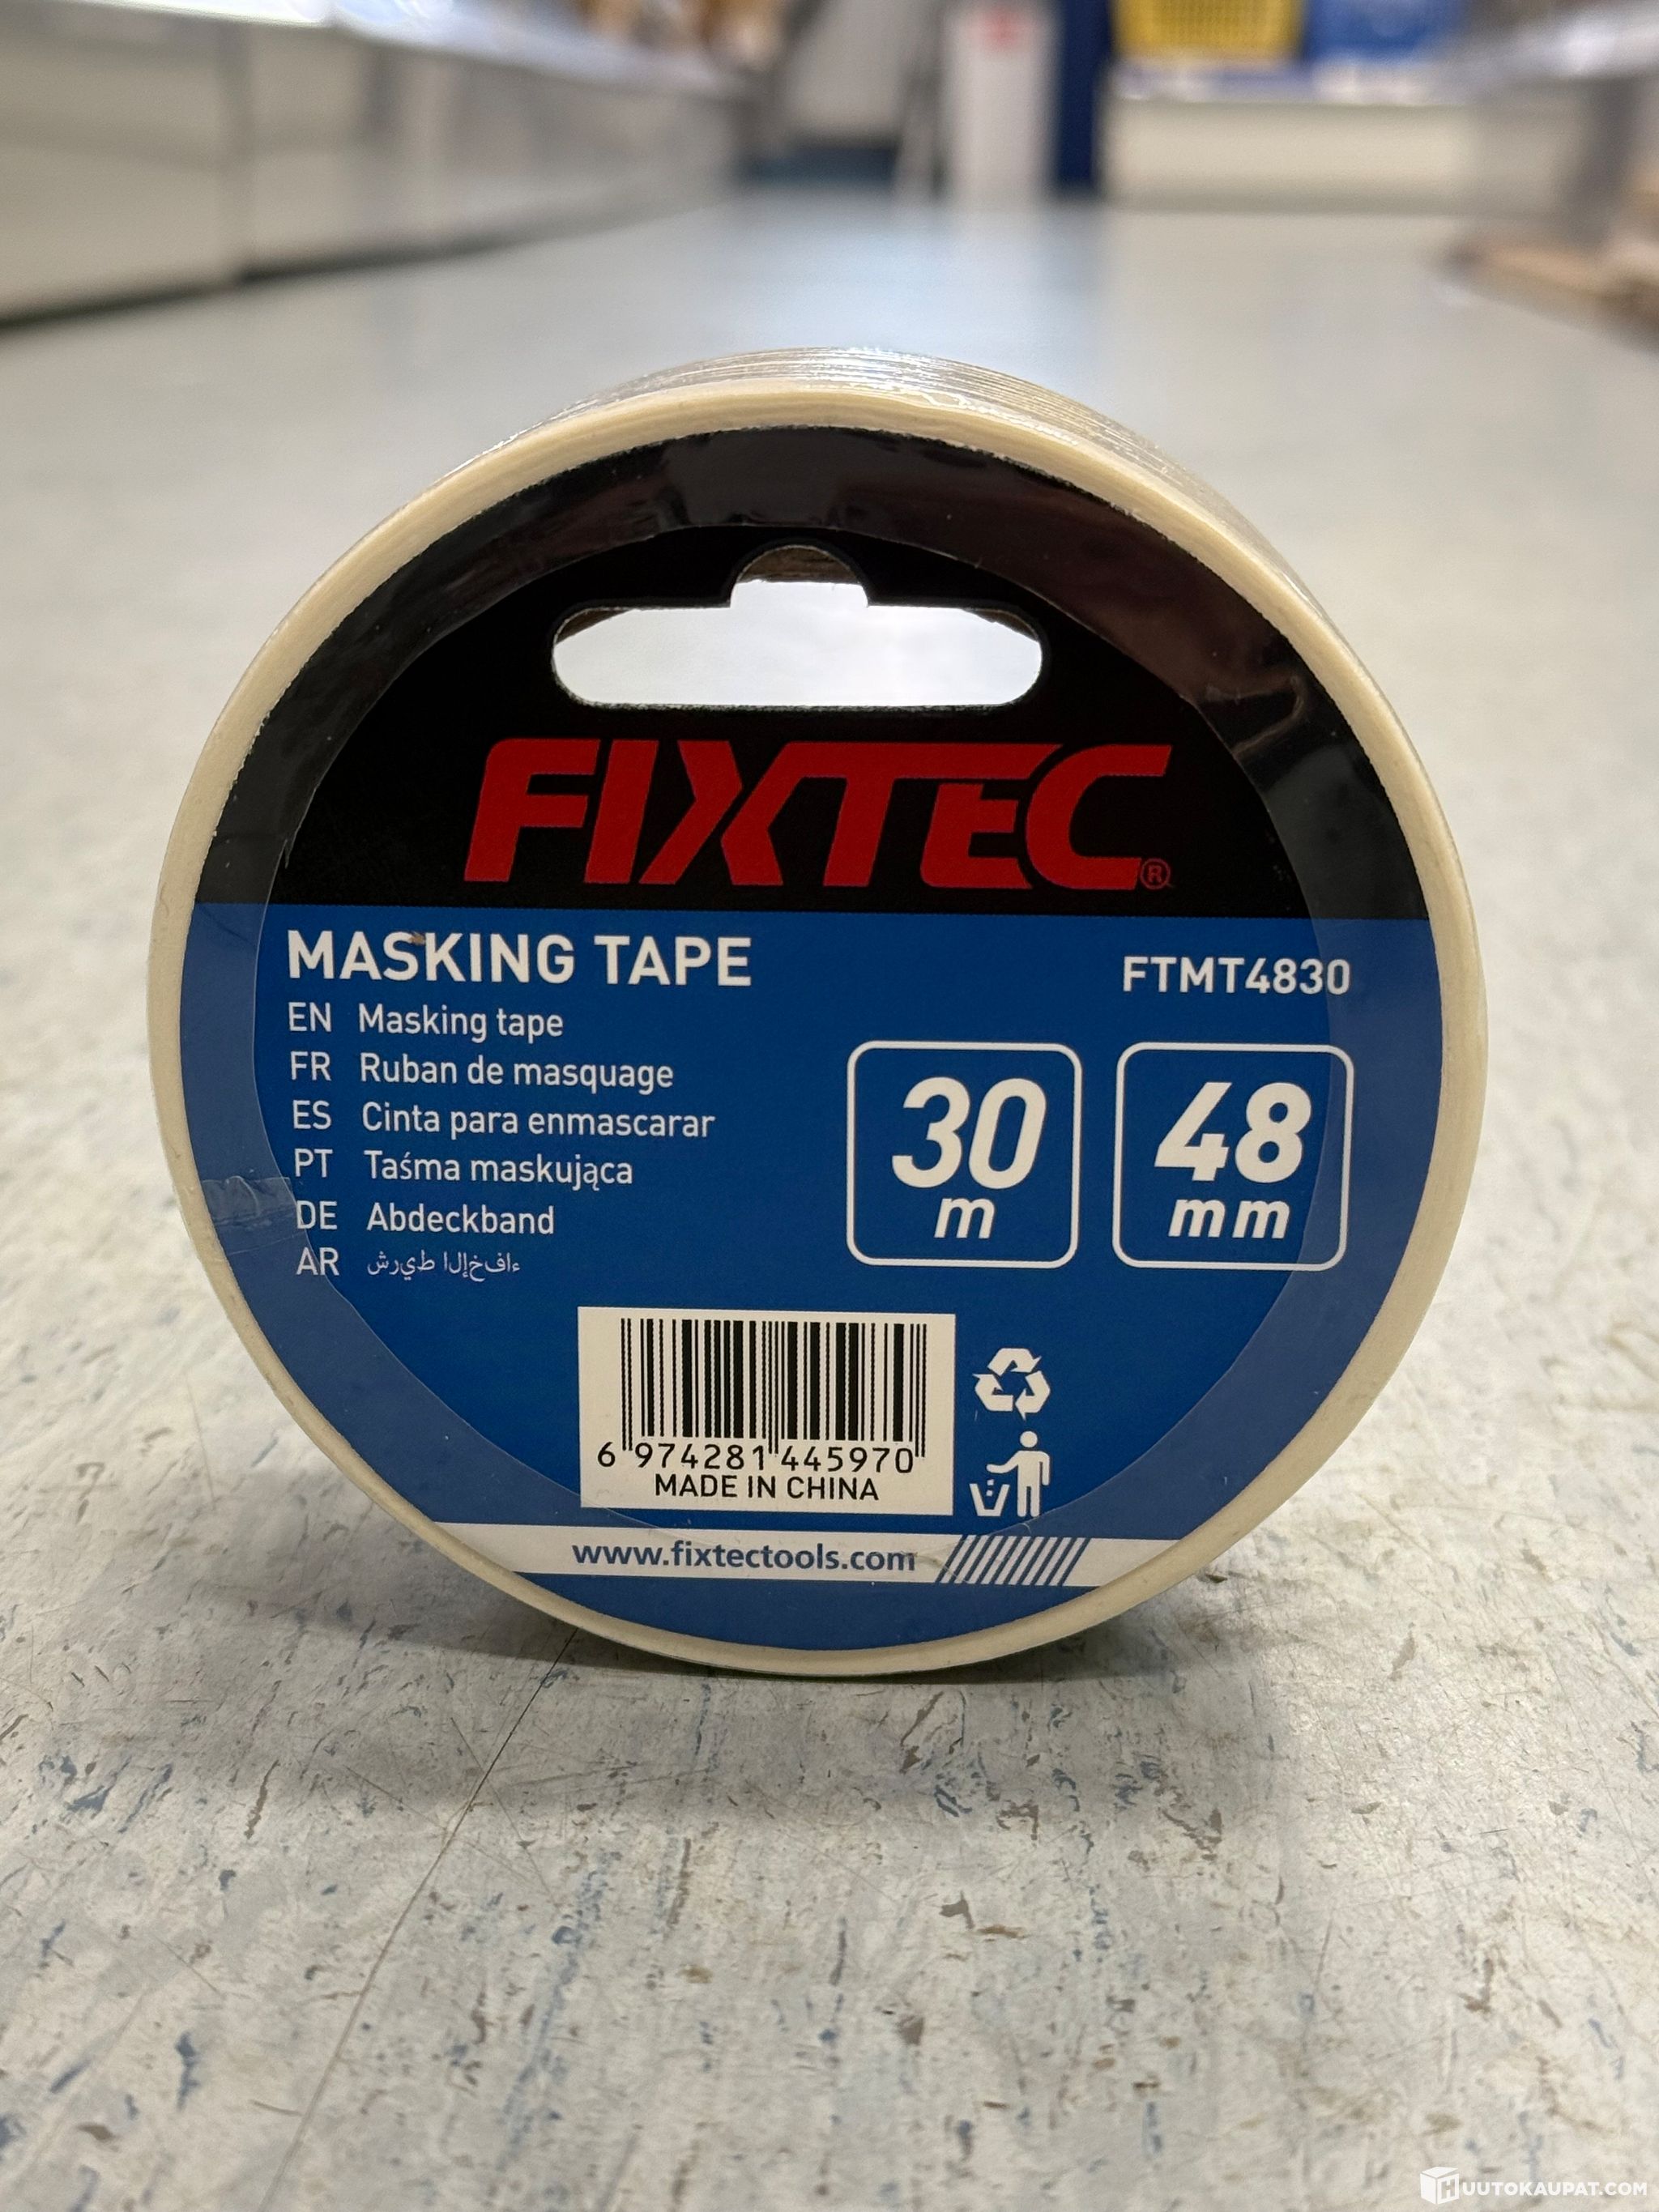 FIXTEC®
MASKING TAPE
FTMT4830
EN Masking tape
FR Ruban de masquage
ES Cinta para enmascarar
PT Taśma maskująca
DE Abdeckband
AR شريط الإخفاء
30
m
48
mm
6 974281 445970
MADE IN CHINA
www.fixtectools.com
HUUTOKAUPAT.COM